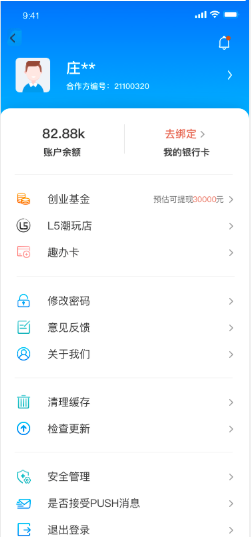 9:41
庄**
合作方编号：21100320
82.88k
去绑定
账户余额
我的银行卡
创业基金
预估可提现30000元
L5潮玩店
趣办卡
修改密码
意见反馈
关于我们
清理缓存
检查更新
安全管理
是否接受PUSH消息
退出登录